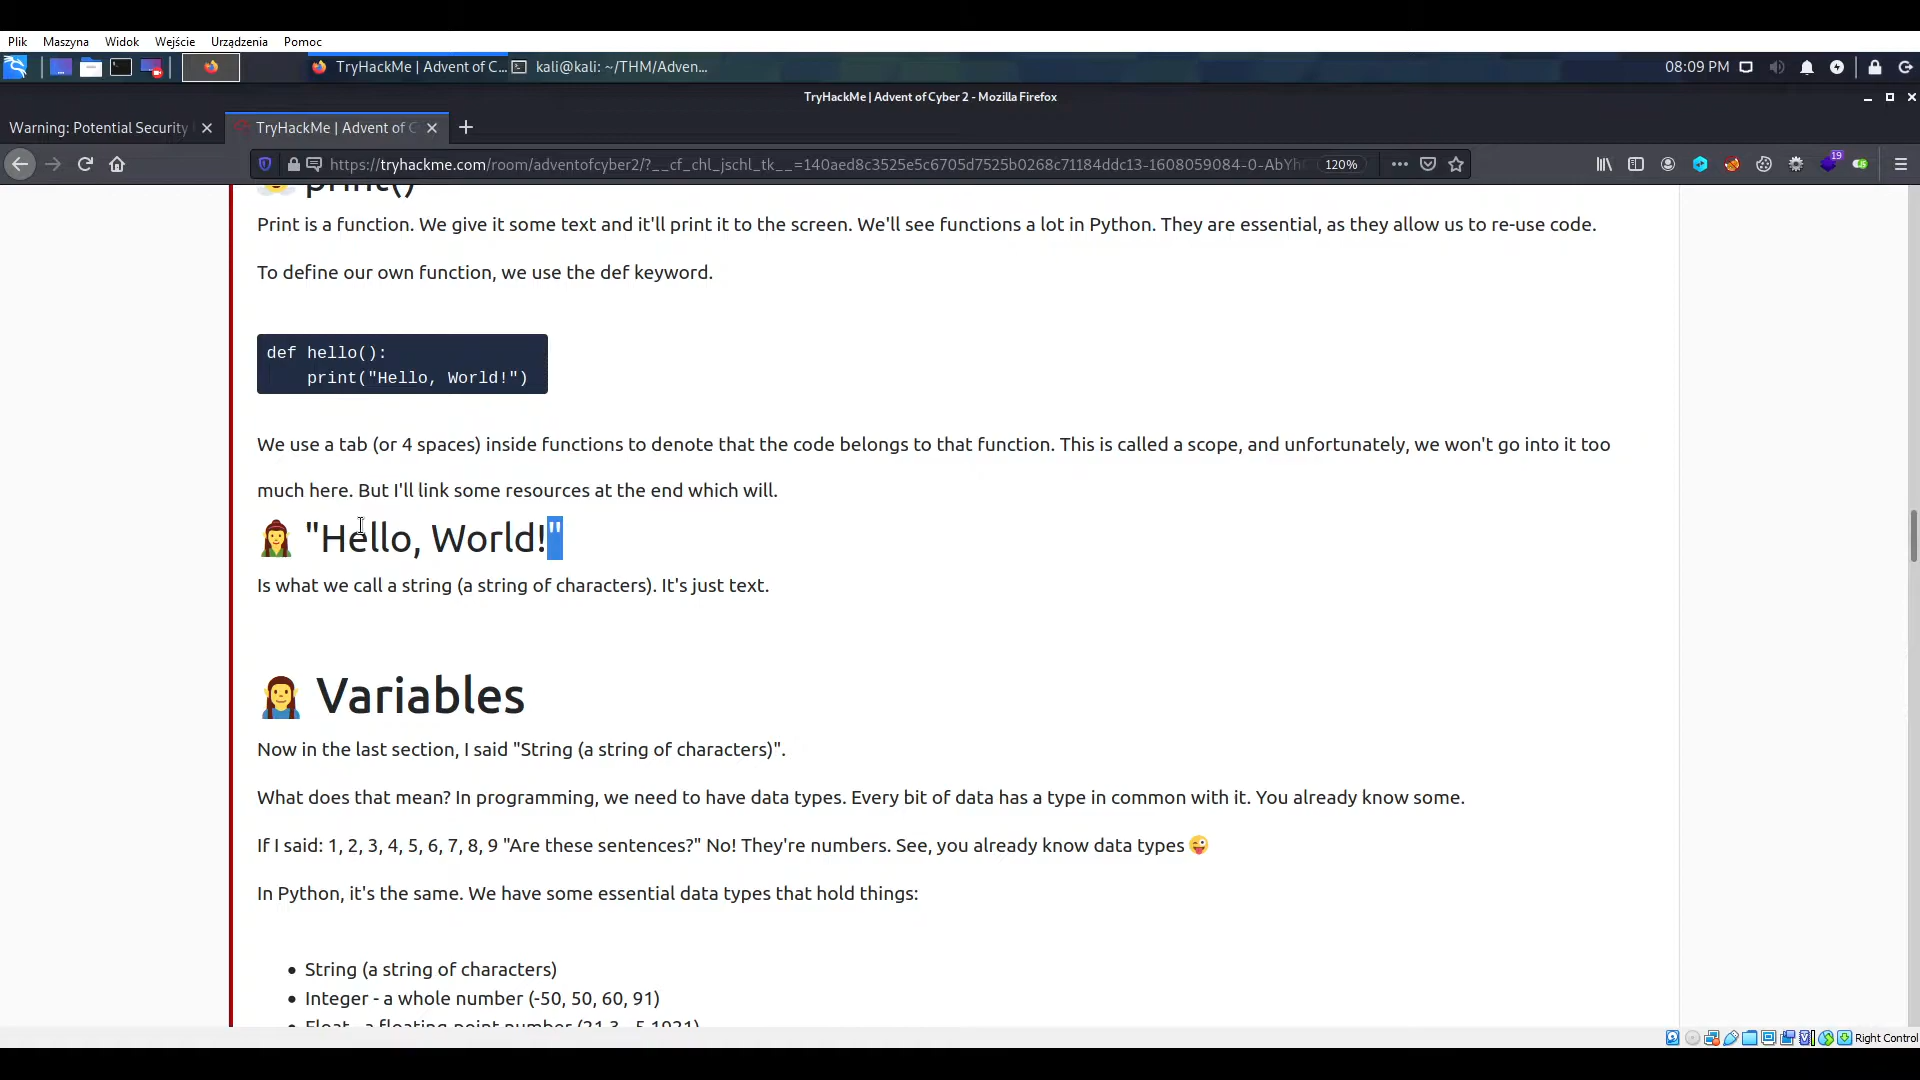 Plik Maszyna Widok Wejście Urządzenia Pomoc
TryHackMe | Advent of C... kali@kali: ~/THM/Adven... 08:09 PM
TryHackMe | Advent of Cyber 2 - Mozilla Firefox
Warning: Potential Security TryHackMe | Advent of C
https://tryhackme.com/room/adventofcyber2/?__cf_chl_jschl_tk__=140aed8c3525e5c6705d7525b0268c71184ddc13-1608059084-0-AbYh 120% 19
print()
Print is a function. We give it some text and it'll print it to the screen. We'll see functions a lot in Python. They are essential, as they allow us to re-use code.
To define our own function, we use the def keyword.
def hello():
print("Hello, World!")
We use a tab (or 4 spaces) inside functions to denote that the code belongs to that function. This is called a scope, and unfortunately, we won't go into it too
much here. But I'll link some resources at the end which will.
"Hello, World!"
Is what we call a string (a string of characters). It's just text.
Variables
Now in the last section, I said "String (a string of characters)".
What does that mean? In programming, we need to have data types. Every bit of data has a type in common with it. You already know some.
If I said: 1, 2, 3, 4, 5, 6, 7, 8, 9 "Are these sentences?" No! They're numbers. See, you already know data types 😜
In Python, it's the same. We have some essential data types that hold things:
• String (a string of characters)
• Integer - a whole number (-50, 50, 60, 91)
• Float - a floating-point number (21.3, -5.1921)
Right Control